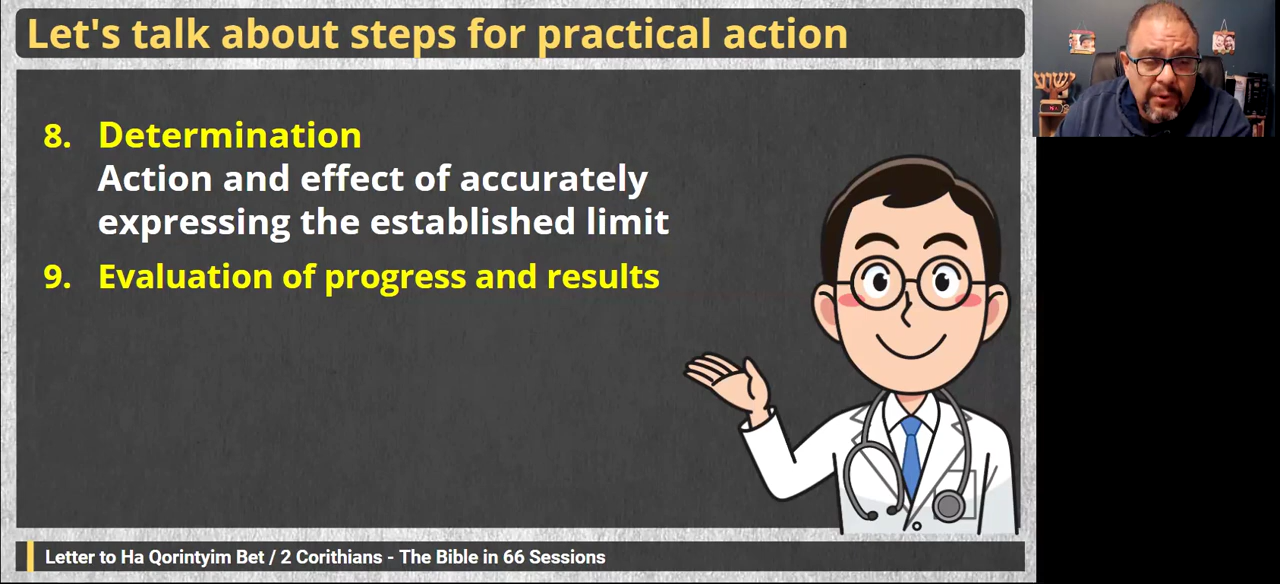 Let's talk about steps for practical action
8. Determination
Action and effect of accurately
expressing the established limit
9. Evaluation of progress and results
Letter to Ha Qorintyim Bet / 2 Corithians - The Bible in 66 Sessions